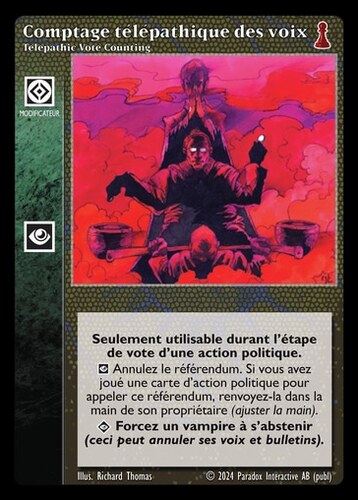 Comptage télépathique des voix
Telepathic Vote Counting
MODIFICATEUR
Seulement utilisable durant l'étape
de vote d'une action politique.
Annulez le référendum. Si vous avez
joué une carte d'action politique pour
appeler ce référendum, renvoyez-la dans la
main de son propriétaire (ajuster la main).
Forcez un vampire à s'abstenir
(ceci peut annuler ses voix et bulletins).
Illus. Richard Thomas © 2024 Paradox Interactive AB (publ)